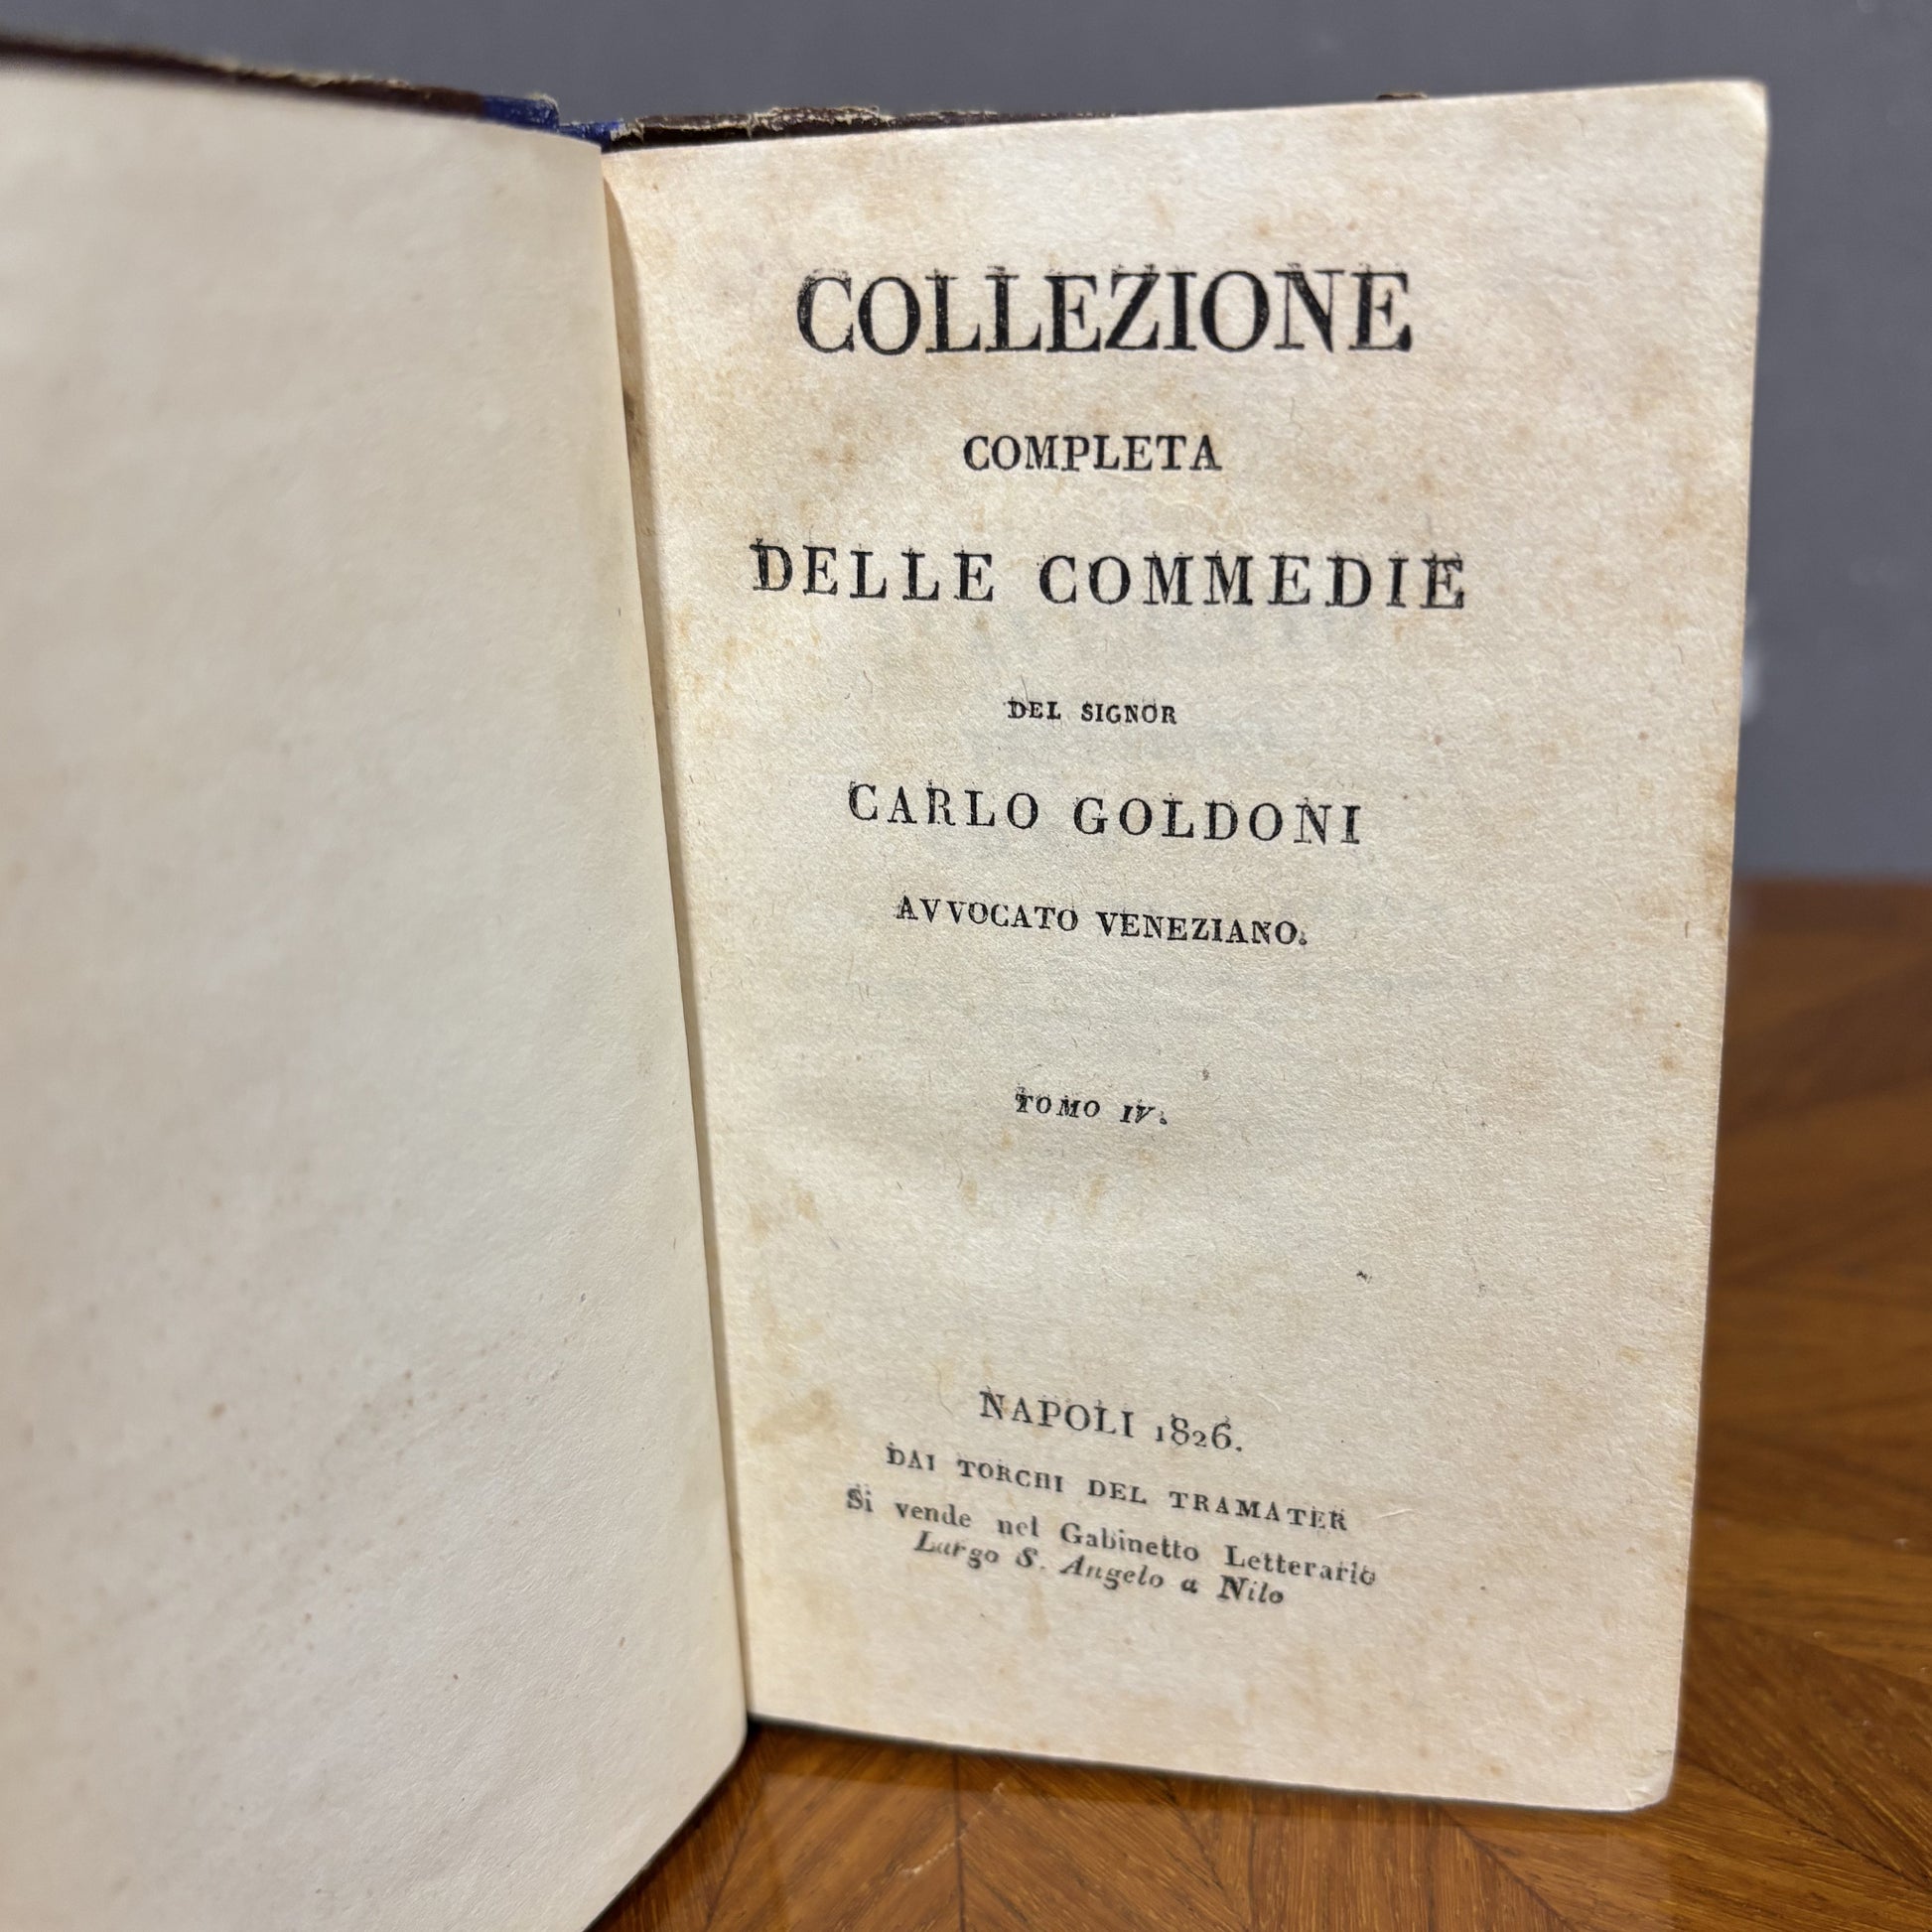 COLLEZIONE
COMPLETA
DELLE COMMEDIE
DEL SIGNOR
CARLO GOLDONI
AVVOCATO VENEZIANO.
TOMO IV.
NAPOLI 1826.
DAI TORCHI DEL TRAMATER
Si vende nel Gabinetto Letterario
Largo S. Angelo a Nilo